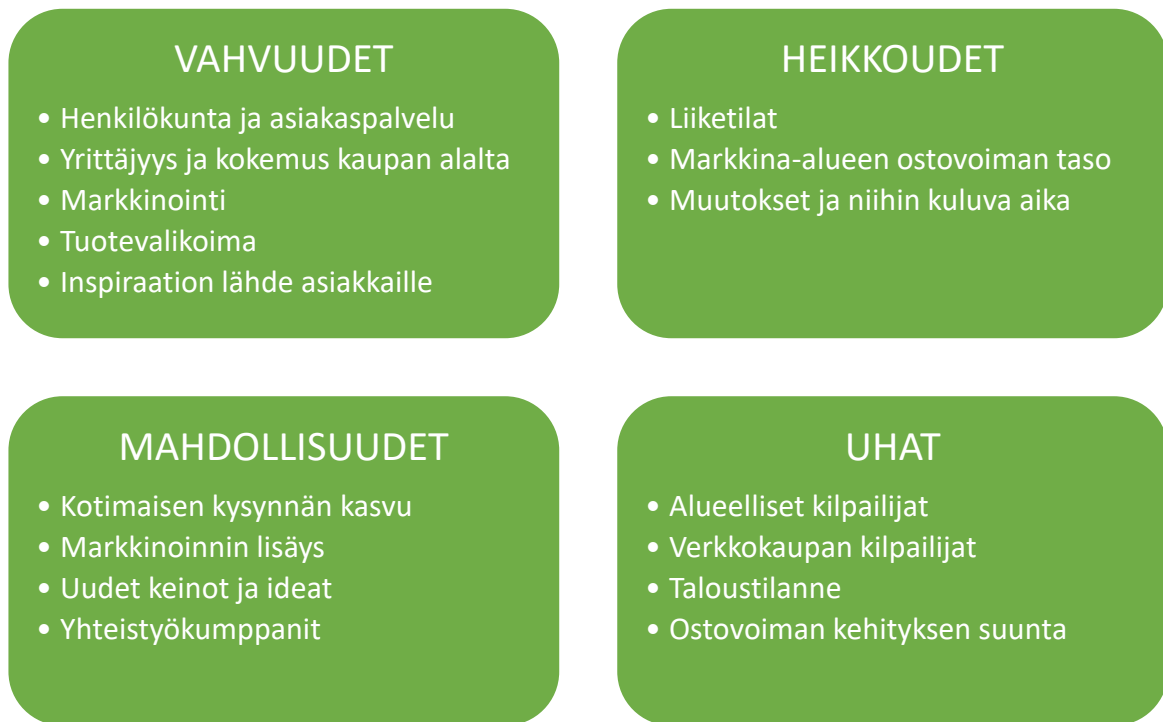 VAHVUUDET
• Henkilökunta ja asiakaspalvelu
• Yrittäjyys ja kokemus kaupan alalta
• Markkinointi
• Tuotevalikoima
• Inspiraation lähde asiakkaille
HEIKKOUDET
• Liiketilat
• Markkina-alueen ostovoiman taso
• Muutokset ja niihin kuluva aika
MAHDOLLISUUDET
• Kotimaisen kysynnän kasvu
• Markkinoinnin lisäys
• Uudet keinot ja ideat
• Yhteistyökumppanit
UHAT
• Alueelliset kilpailijat
• Verkkokaupan kilpailijat
• Taloustilanne
• Ostovoiman kehityksen suunta